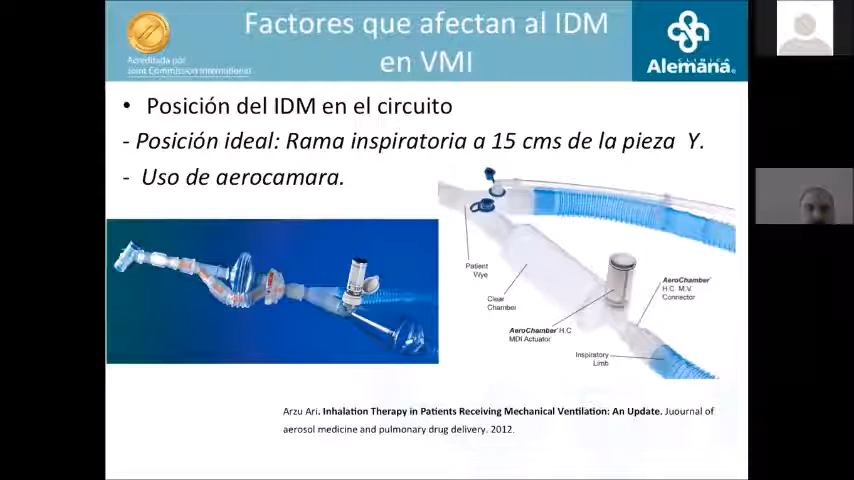 Factores que afectan al IDM
en VMI
Acreditada por
Joint Commission International
CLINICA
Alemana®
• Posición del IDM en el circuito
- Posición ideal: Rama inspiratoria a 15 cms de la pieza Y.
- Uso de aerocamara.
Patient
Wye
Clear
Chamber
AeroChamber® H.C.
MDI Actuator
AeroChamber®
H.C. M.V.
Connector
Inspiratory
Limb
Arzu Ari. Inhalation Therapy in Patients Receiving Mechanical Ventilation: An Update. Juournal of
aerosol medicine and pulmonary drug delivery. 2012.